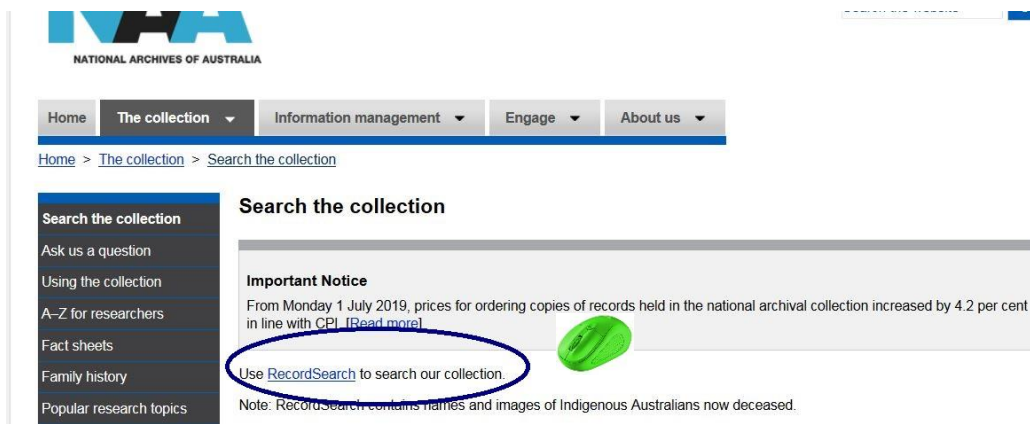 NAA
NATIONAL ARCHIVES OF AUSTRALIA
Home The collection Information management Engage About us
Home > The collection > Search the collection
Search the collection
Ask us a question
Using the collection
A–Z for researchers
Fact sheets
Family history
Popular research topics
Search the collection
Important Notice
From Monday 1 July 2019, prices for ordering copies of records held in the national archival collection increased by 4.2 per cent
in line with CPI. [Read more]
Use RecordSearch to search our collection.
Note: RecordSearch contains names and images of Indigenous Australians now deceased.